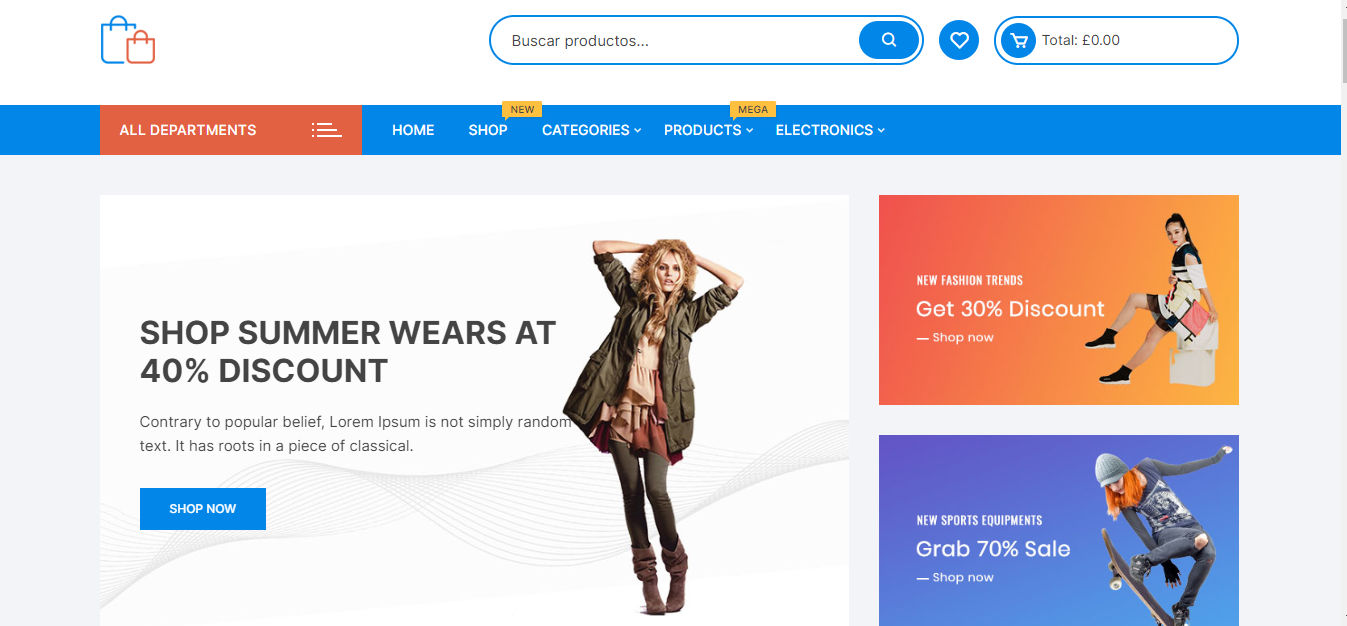 Buscar productos...
Total: £0.00
NEW
MEGA
ALL DEPARTMENTS
HOME
SHOP
CATEGORIES
PRODUCTS
ELECTRONICS
SHOP SUMMER WEARS AT
40% DISCOUNT
Contrary to popular belief, Lorem Ipsum is not simply random
text. It has roots in a piece of classical.
SHOP NOW
NEW FASHION TRENDS
Get 30% Discount
— Shop now
NEW SPORTS EQUIPMENTS
Grab 70% Sale
— Shop now